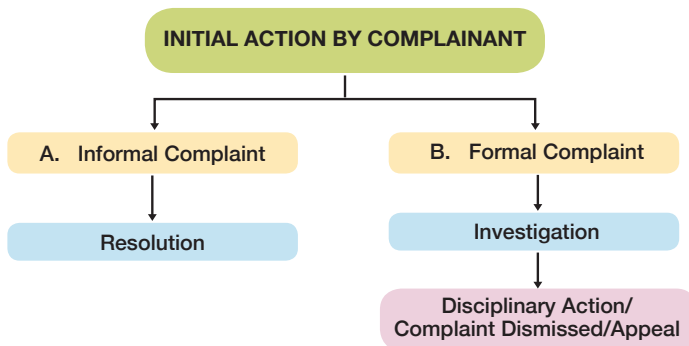 INITIAL ACTION BY COMPLAINANT
A. Informal Complaint
B. Formal Complaint
Resolution
Investigation
Disciplinary Action/
Complaint Dismissed/Appeal